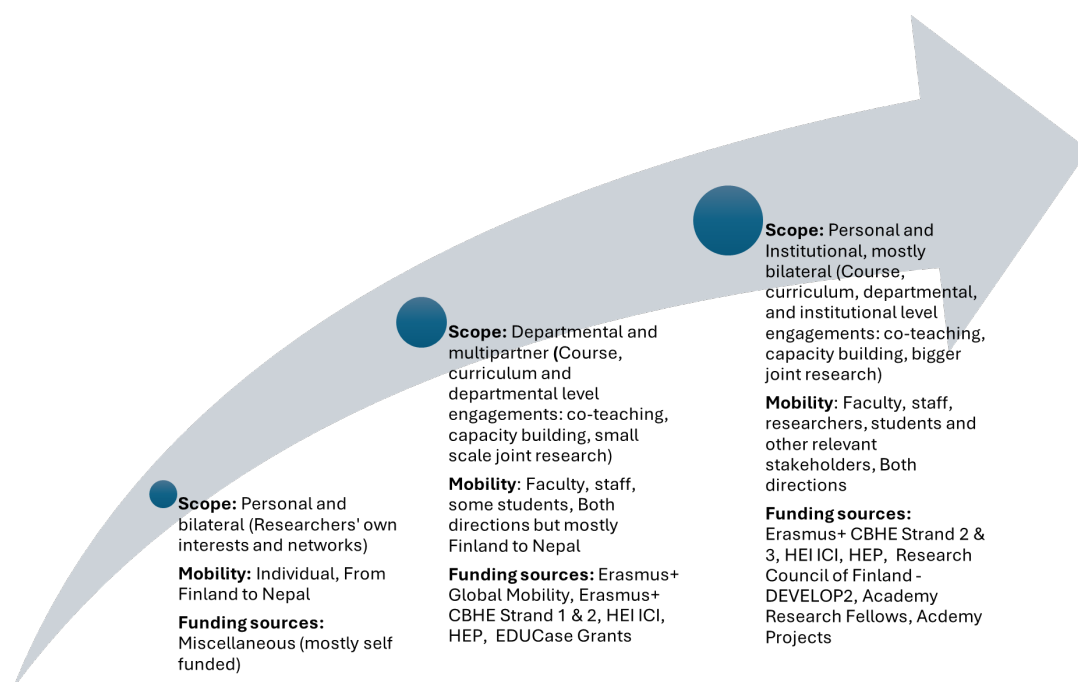 Scope: Personal and
bilateral (Researchers' own
interests and networks)
Mobility: Individual, From
Finland to Nepal
Funding sources:
Miscellaneous (mostly self
funded)
Scope: Departmental and
multipartner (Course,
curriculum and
departmental level
engagements: co-teaching,
capacity building, small
scale joint research)
Mobility: Faculty, staff,
some students, Both
directions but mostly
Finland to Nepal
Funding sources: Erasmus+
Global Mobility, Erasmus+
CBHE Strand 1 & 2, HEI ICI,
HEP, EDUCase Grants
Scope: Personal and
Institutional, mostly
bilateral (Course,
curriculum, departmental,
and institutional level
engagements: co-teaching,
capacity building, bigger
joint research)
Mobility: Faculty, staff,
researchers, students and
other relevant
stakeholders, Both
directions
Funding sources:
Erasmus+ CBHE Strand 2 &
3, HEI ICI, HEP, Research
Council of Finland -
DEVELOP2, Academy
Research Fellows, Acdemy
Projects